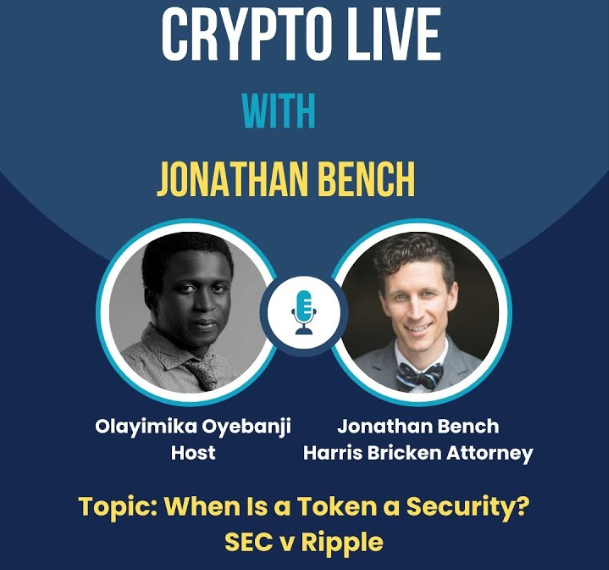 CRYPTO LIVE
WITH
JONATHAN BENCH
Olayimika Oyebanji
Host
Jonathan Bench
Harris Bricken Attorney
Topic: When Is a Token a Security?
SEC v Ripple